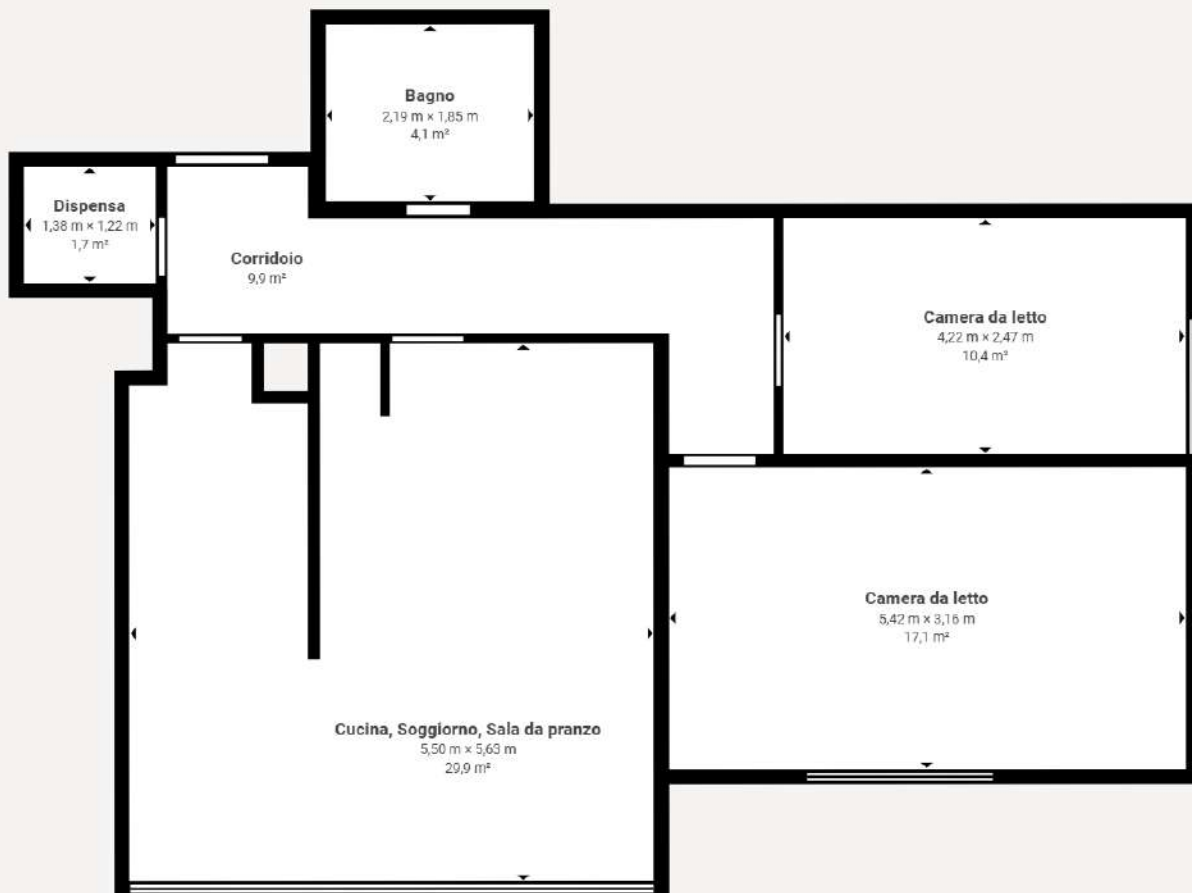 Bagno
2,19 m × 1,85 m
4,1 m²
Dispensa
1,38 m × 1,22 m
1,7 m²
Corridoio
9,9 m²
Camera da letto
4,22 m × 2,47 m
10,4 m²
Camera da letto
5,42 m × 3,16 m
17,1 m²
Cucina, Soggiorno, Sala da pranzo
5,50 m × 5,63 m
29,9 m²